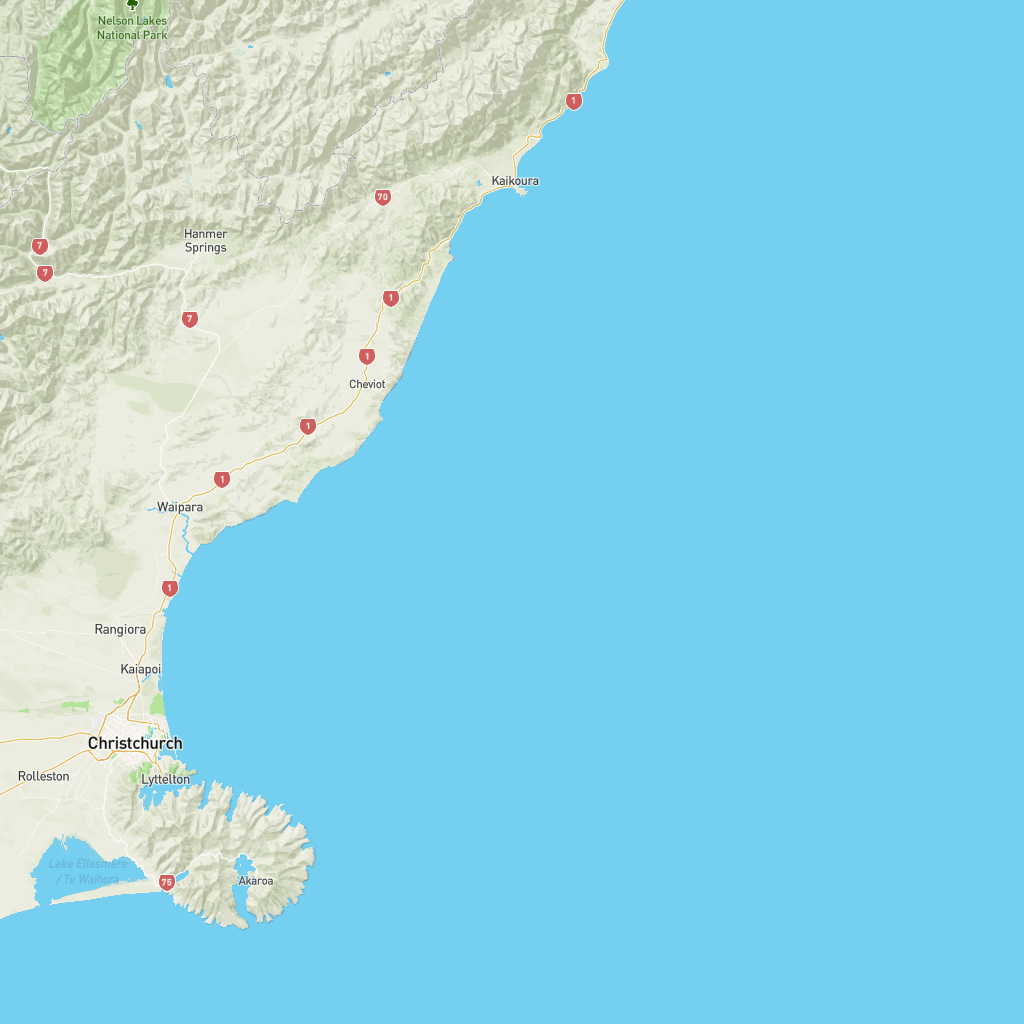 Nelson Lakes
National Park
1
Kaikoura
70
Hanmer
Springs
7
7
1
7
1
Cheviot
1
1
Waipara
1
Rangiora
Kaiapoi
Christchurch
Rolleston
Lyttelton
Lake Ellesmere
/ Te Waihora
75
Akaroa